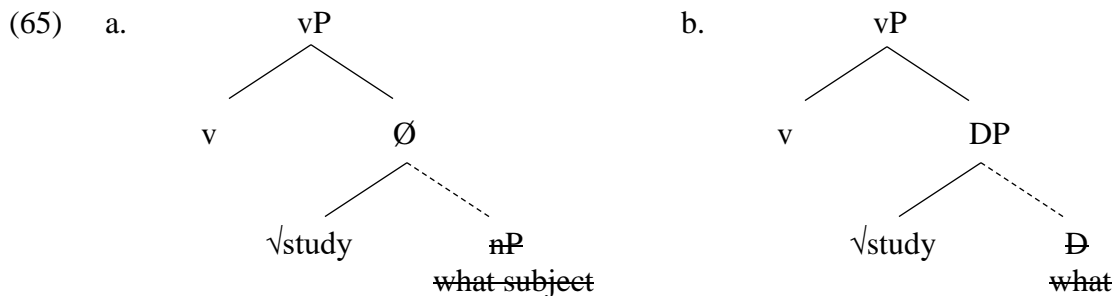 (65) a. vP b. vP
v Ø v DP
√study nP √study D
what subject what